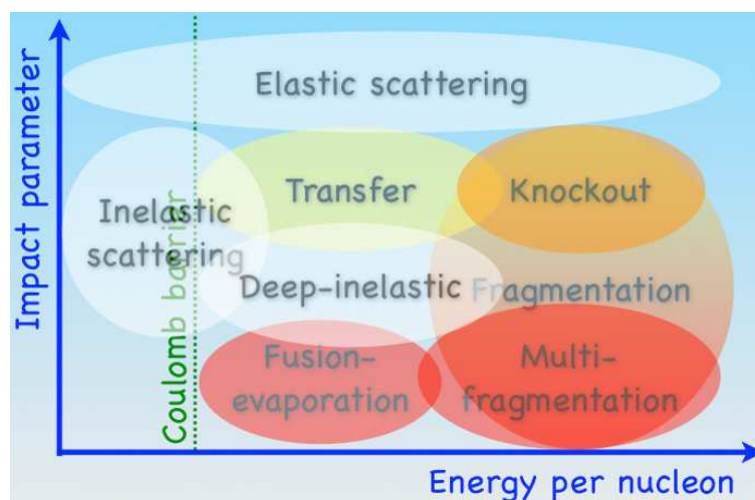 Impact parameter
Coulomb barrier
Elastic scattering
Inelastic
scattering
Transfer
Knockout
Deep-inelastic
Fragmentation
Fusion-
evaporation
Multi-
fragmentation
Energy per nucleon